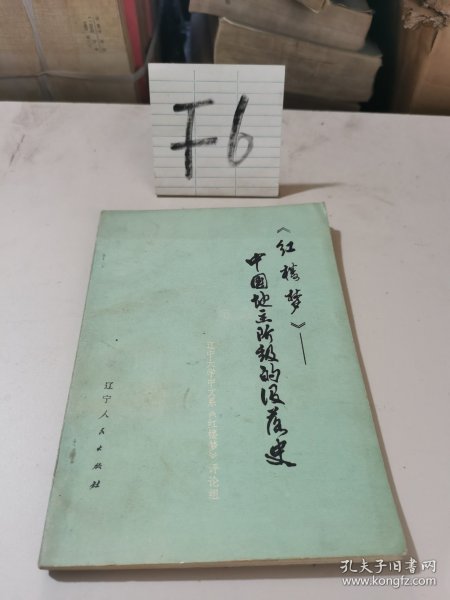 F6
《红楼梦》——
中国地主阶级的没落史
辽宁大学中文系《红楼梦》评论组
辽宁人民出版社
孔夫子旧书网
www.kongfz.com